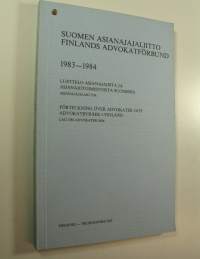 SUOMEN ASIANAJAJALIITTO
FINLANDS ADVOKATFÖRBUND
1983—1984
LUETTELO ASIANAJAJISTA JA
ASIANAJOTOIMISTOISTA SUOMESSA
FÖRTECKNING ÖVER ADVOKATER OCH
ADVOKATBYRÅER I FINLAND